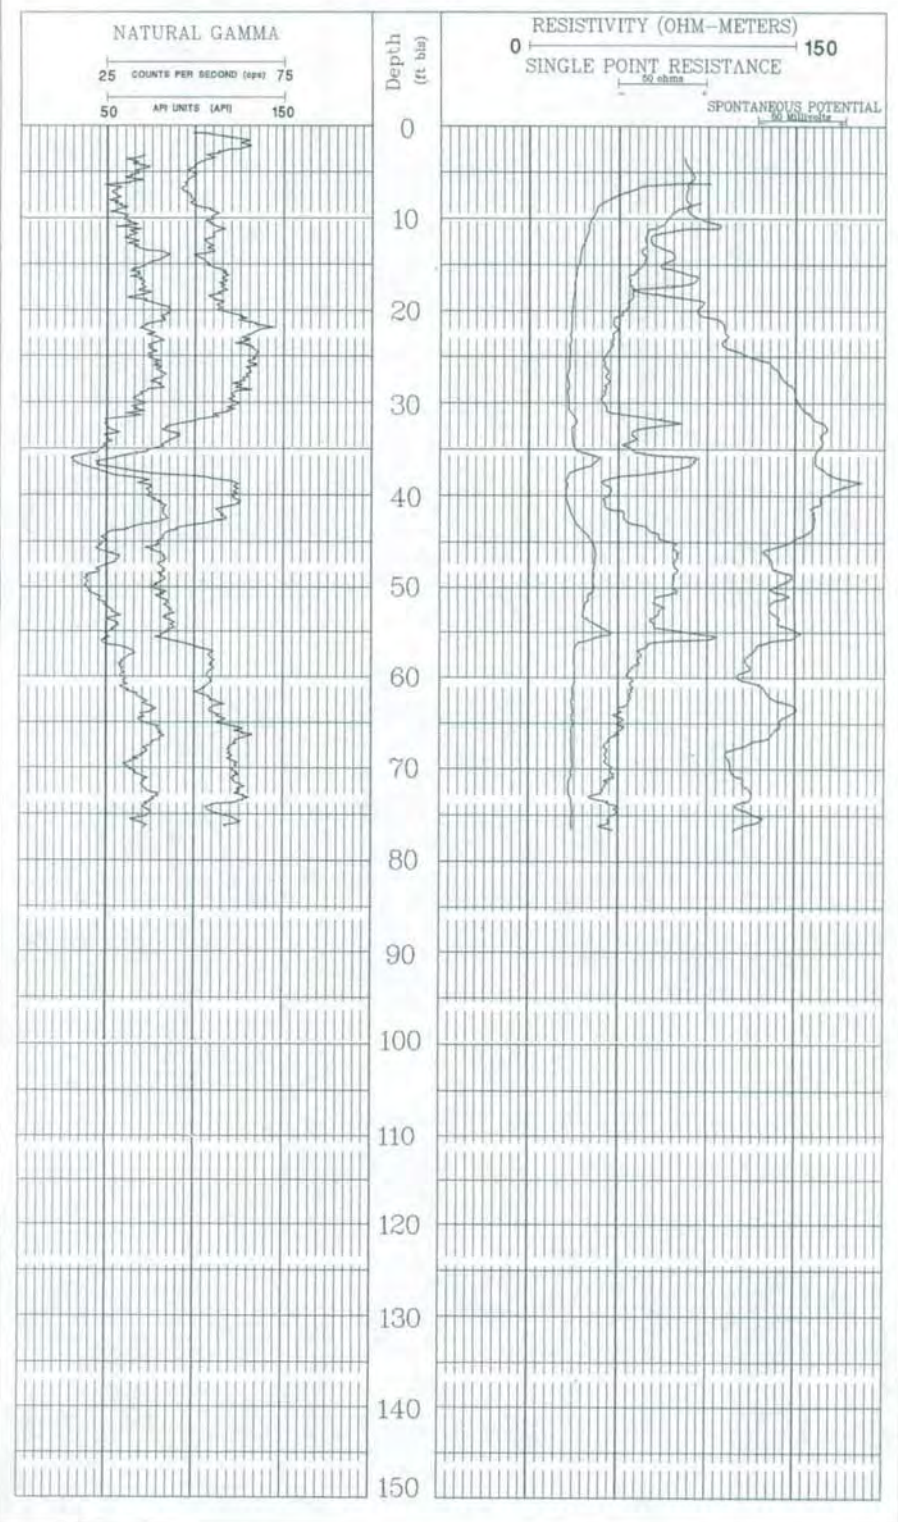 NATURAL GAMMA
25 COUNTS PER SECOND (cps) 75
50 API UNITS (API) 150
Depth
(ft bls)
RESISTIVITY (OHM-METERS)
0 150
SINGLE POINT RESISTANCE
50 ohms
- +
SPONTANEOUS POTENTIAL
50 Millivolts
- +
0
10
20
30
40
50
60
70
80
90
100
110
120
130
140
150